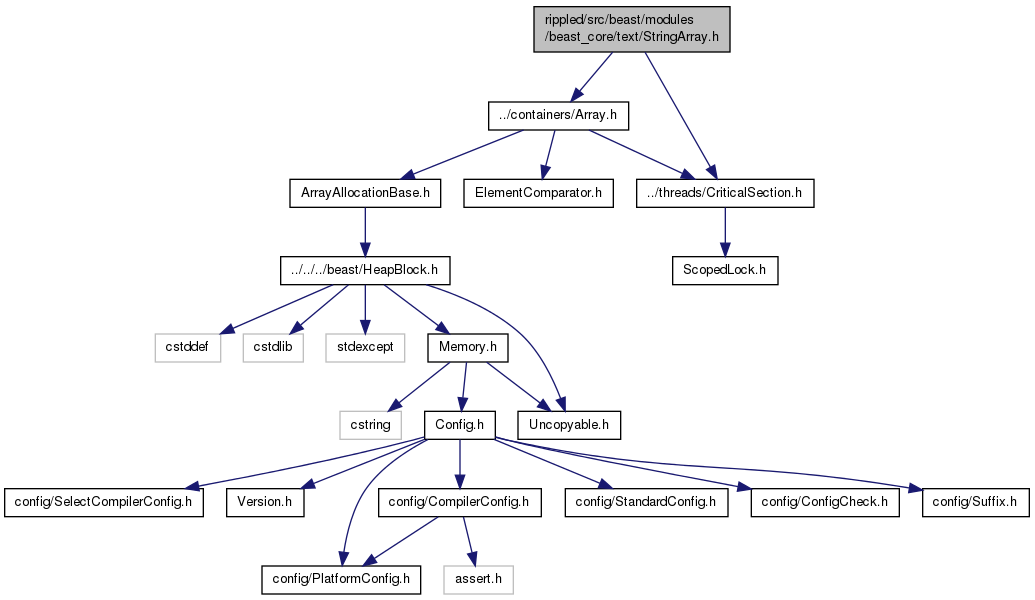 rippled/src/beast/modules
/beast_core/text/StringArray.h
../containers/Array.h
ArrayAllocationBase.h
ElementComparator.h
../threads/CriticalSection.h
../../../beast/HeapBlock.h
ScopedLock.h
cstddef
cstdlib
stdexcept
Memory.h
cstring
Config.h
Uncopyable.h
config/SelectCompilerConfig.h
Version.h
config/CompilerConfig.h
config/StandardConfig.h
config/ConfigCheck.h
config/Suffix.h
config/PlatformConfig.h
assert.h